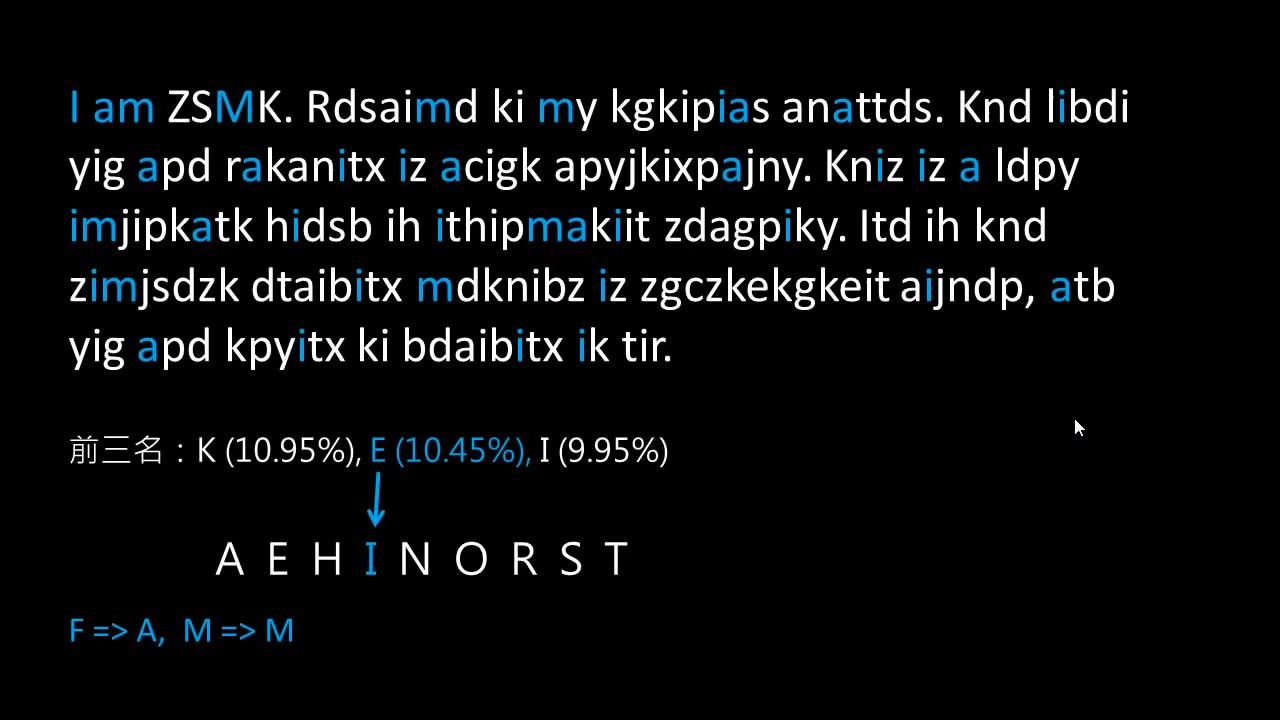 I am ZSMK. Rdsaimd ki my kgkipias anattds. Knd libdi
yig apd rakanitx iz acigk apyjkixpajny. Kniz iz a ldpy
imjipkatk hidsb ih ithipmakiit zdagpiky. Itd ih knd
zimjsdzk dtaibitx mdknibz iz zgczkekgkeit aijndp, atb
yig apd kpyitx ki bdaibitx ik tir.
前三名：K (10.95%), E (10.45%), I (9.95%)
A E H I N O R S T
F => A, M => M